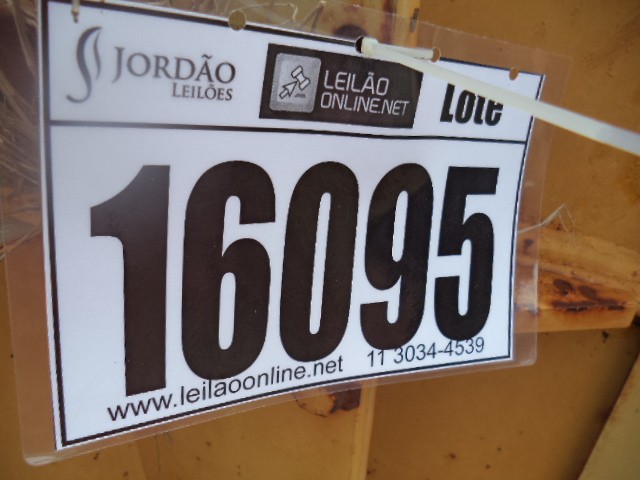 JORDÃO
LEILÕES
LEILÃO
ONLINE.NET
Lote
16095
www.leilaoonline.net 11 3034-4539